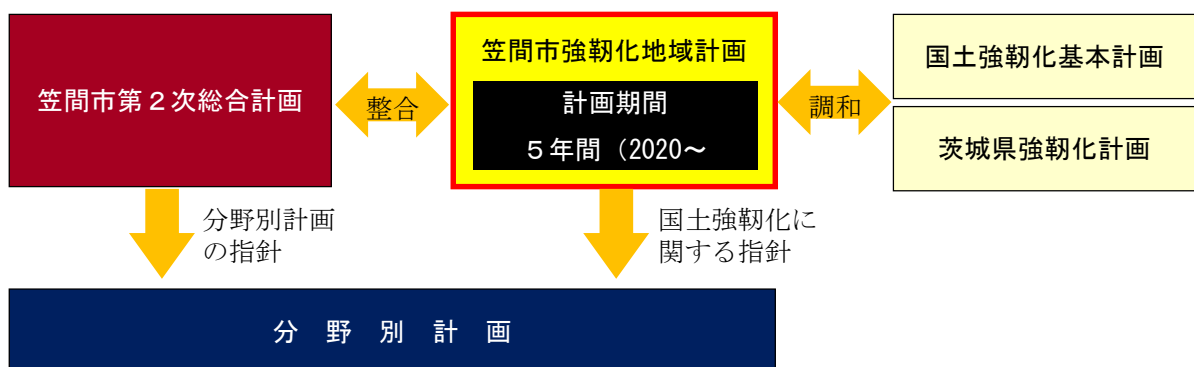 笠間市第２次総合計画
整合
笠間市強靭化地域計画
計画期間
５年間（2020～
調和
国土強靭化基本計画
茨城県強靭化計画
分野別計画
の指針
国土強靭化に
関する指針
分　野　別　計　画